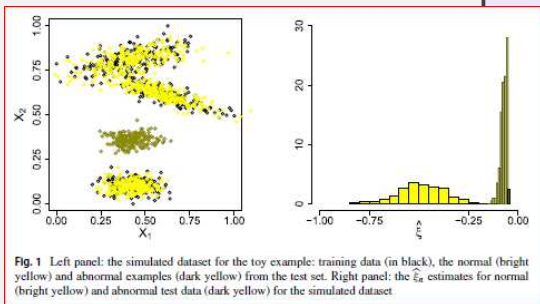 1.00
0.75
0.50
0.25
0.00
X2
0.00 0.25 0.50 0.75 1.0
X1
30
20
10
0
−1.00 −0.75 −0.25 0.00
ξ̂
Fig. 1 Left panel: the simulated dataset for the toy example: training data (in black), the normal (bright
yellow) and abnormal examples (dark yellow) from the test set. Right panel: the ξ̂n estimates for normal
(bright yellow) and abnormal test data (dark yellow) for the simulated dataset